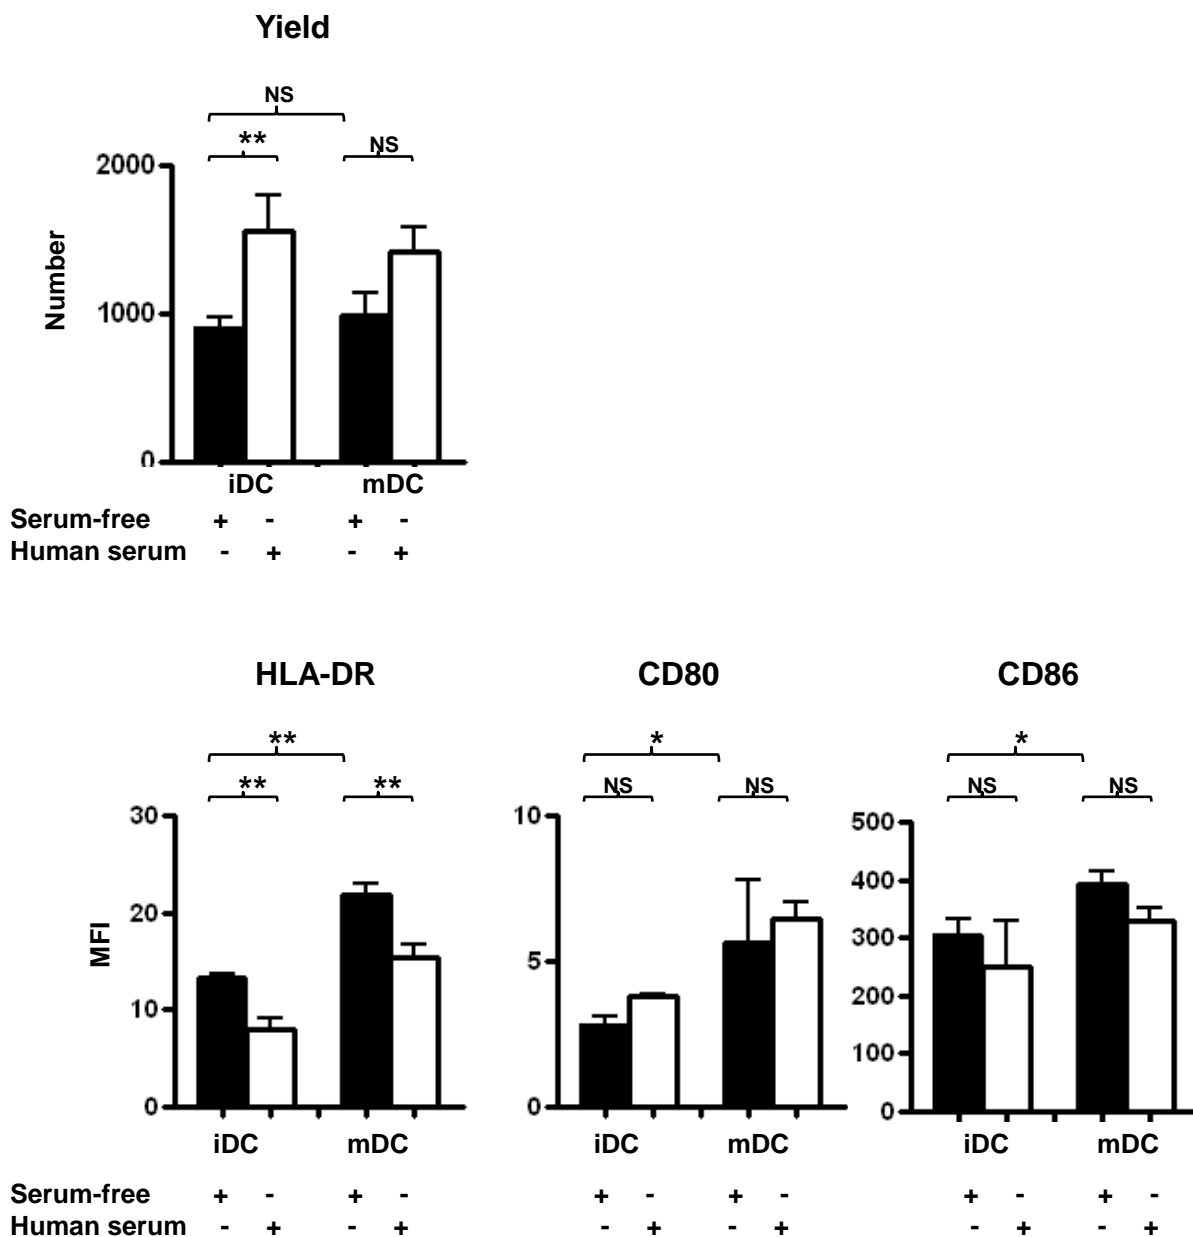 Yield
NS
** NS
2000
Number
1000
0
iDC mDC
Serum-free + - + -
Human serum - + - +
HLA-DR CD80 CD86
** * *
** ** NS NS NS NS
30 10 500
400
20
300
MFI
5
200
10
100
0 0 0
iDC mDC iDC mDC iDC mDC
Serum-free + - + - + - + - + - + -
Human serum - + - + - + - + - + - +